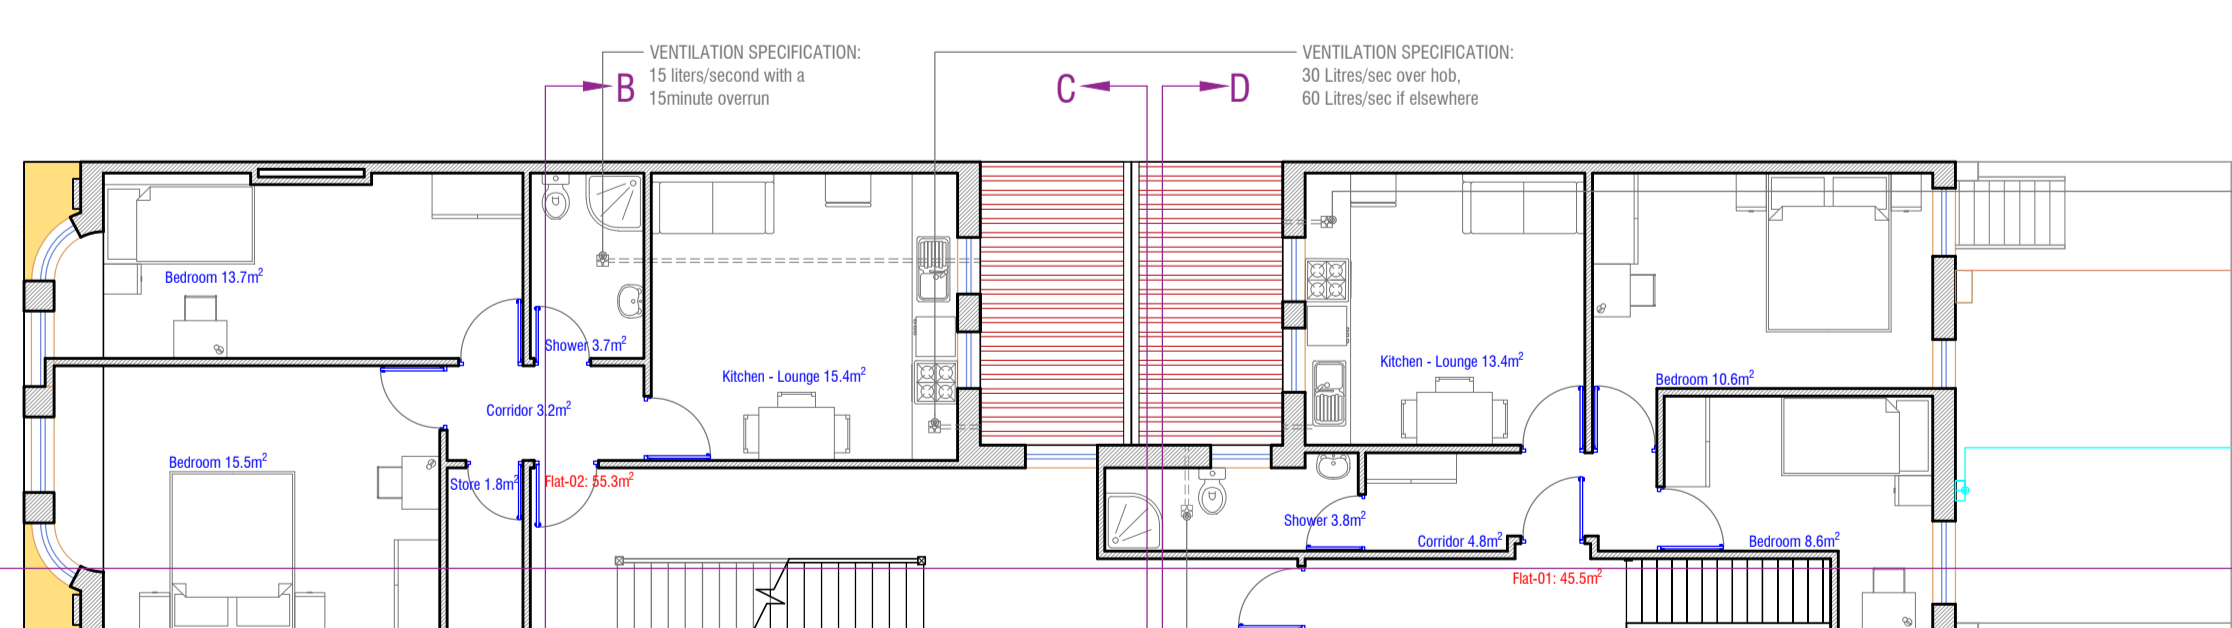 VENTILATION SPECIFICATION:
15 liters/second with a
15minute overrun
VENTILATION SPECIFICATION:
30 Litres/sec over hob,
60 Litres/sec if elsewhere
B
C
D
Bedroom 13.7m²
Shower 3.7m²
Kitchen - Lounge 15.4m²
Kitchen - Lounge 13.4m²
Bedroom 10.6m²
Corridor 3.2m²
Bedroom 15.5m²
Store 1.8m²
Flat-02: 55.3m²
Shower 3.8m²
Corridor 4.8m²
Bedroom 8.6m²
Flat-01: 45.5m²